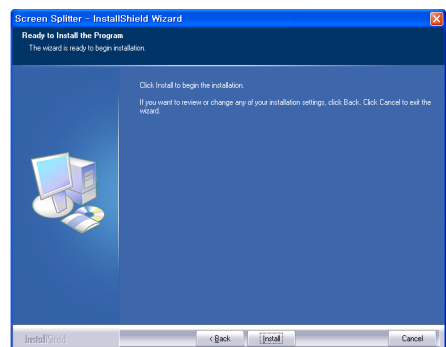 Screen Splitter - InstallShield Wizard
Ready to Install the Program
The wizard is ready to begin installation.
Click Install to begin the installation.
If you want to review or change any of your installation settings, click Back. Click Cancel to exit the
wizard.
InstallShield
< Back
Install
Cancel